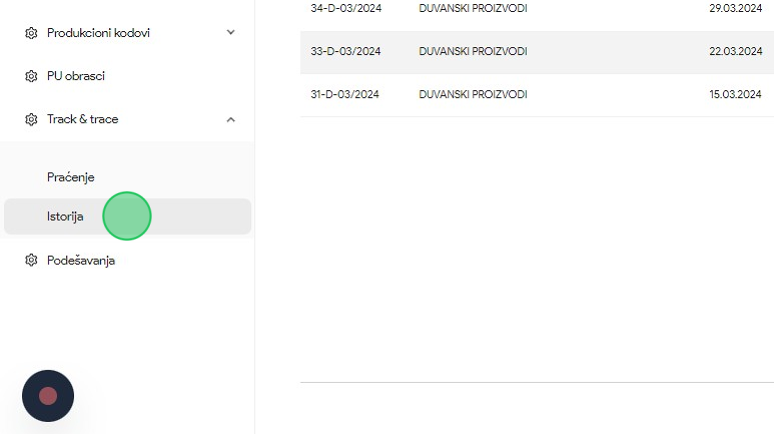 Produkcioni kodovi
PU obrasci
Track & trace
Praćenje
Istorija
Podešavanja
34-D-03/2024 DUVANSKI PROIZVODI 29.03.2024
33-D-03/2024 DUVANSKI PROIZVODI 22.03.2024
31-D-03/2024 DUVANSKI PROIZVODI 15.03.2024